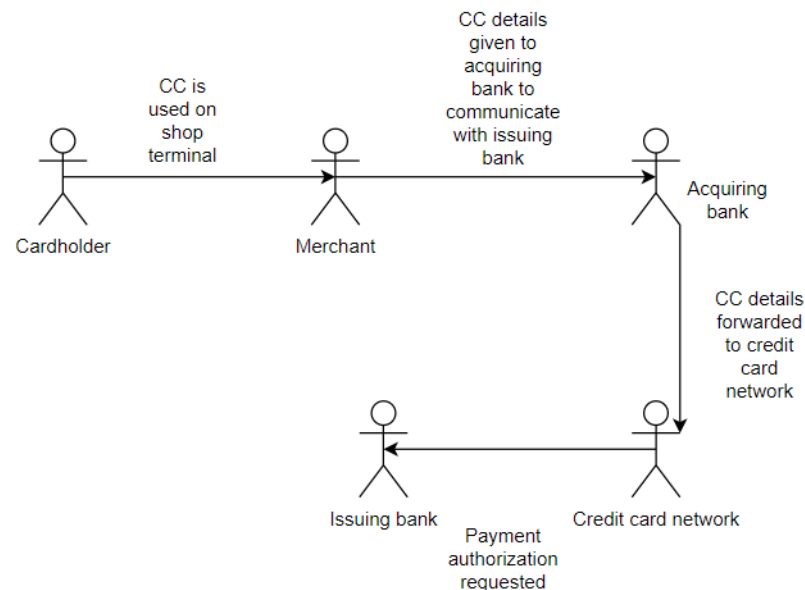 CC is
used on
shop
terminal
CC details
given to
acquiring
bank to
communicate
with issuing
bank
Cardholder
Merchant
Acquiring
bank
CC details
forwarded
to credit
card
network
Issuing bank
Credit card network
Payment
authorization
requested